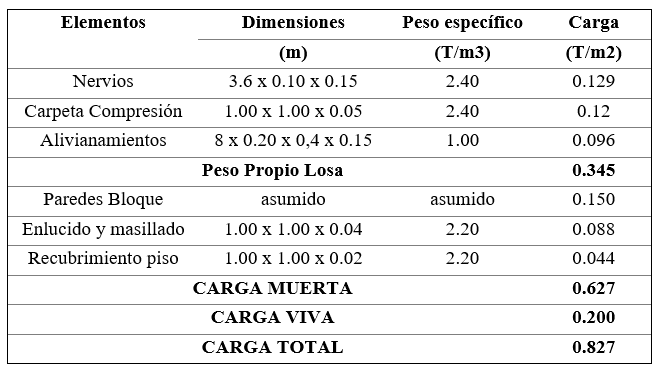 Elementos Dimensiones Peso específico Carga
(m) (T/m3) (T/m2)
Nervios 3.6 x 0.10 x 0.15 2.40 0.129
Carpeta Compresión 1.00 x 1.00 x 0.05 2.40 0.12
Alivianamientos 8 x 0.20 x 0,4 x 0.15 1.00 0.096
Peso Propio Losa 0.345
Paredes Bloque asumido asumido 0.150
Enlucido y masillado 1.00 x 1.00 x 0.04 2.20 0.088
Recubrimiento piso 1.00 x 1.00 x 0.02 2.20 0.044
CARGA MUERTA 0.627
CARGA VIVA 0.200
CARGA TOTAL 0.827